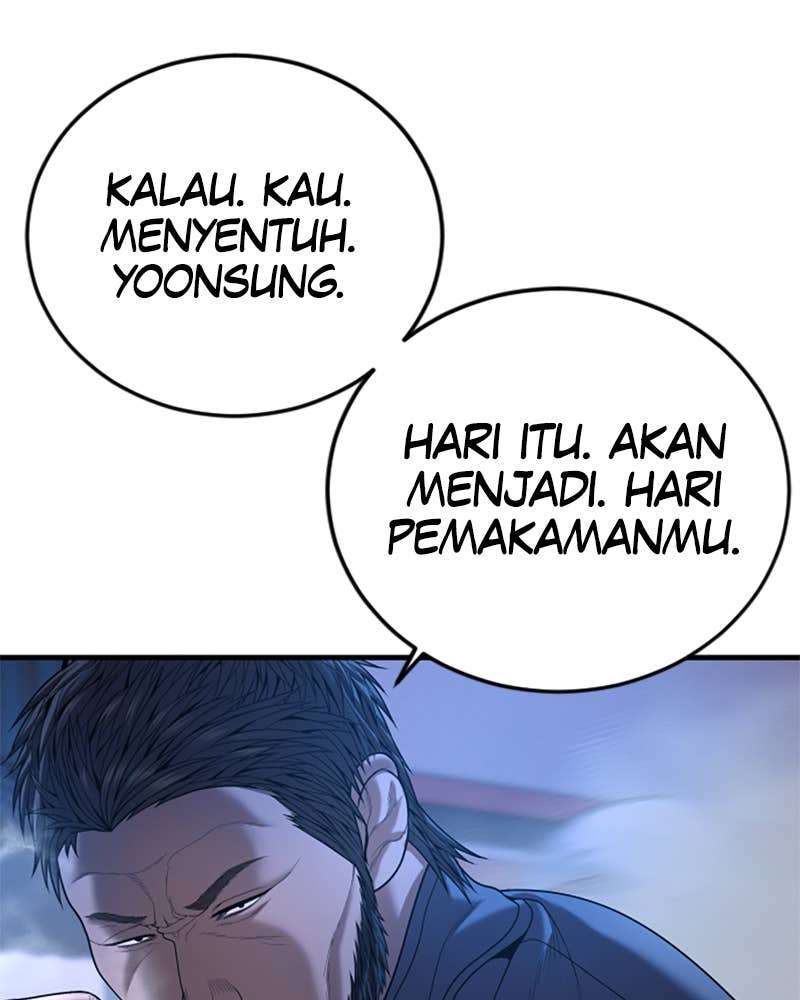 KALAU. KAU.
MENYENTUH.
YOONSUNG.
HARI ITU. AKAN
MENJADI. HARI
PEMAKAMANMU.